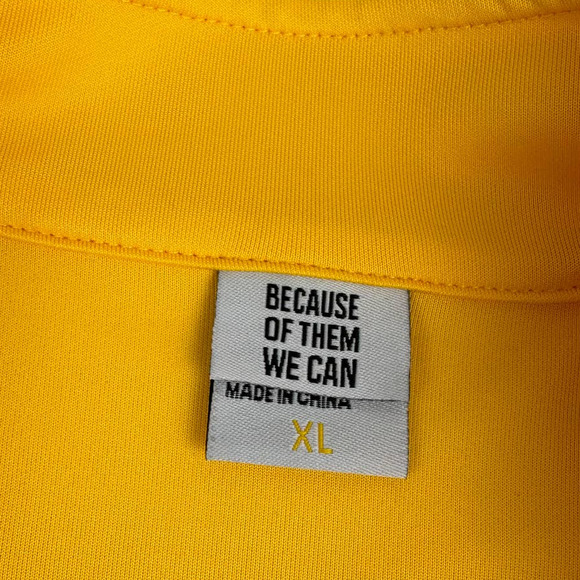 BECAUSE
OF THEM
WE CAN
MADE IN CHINA
XL